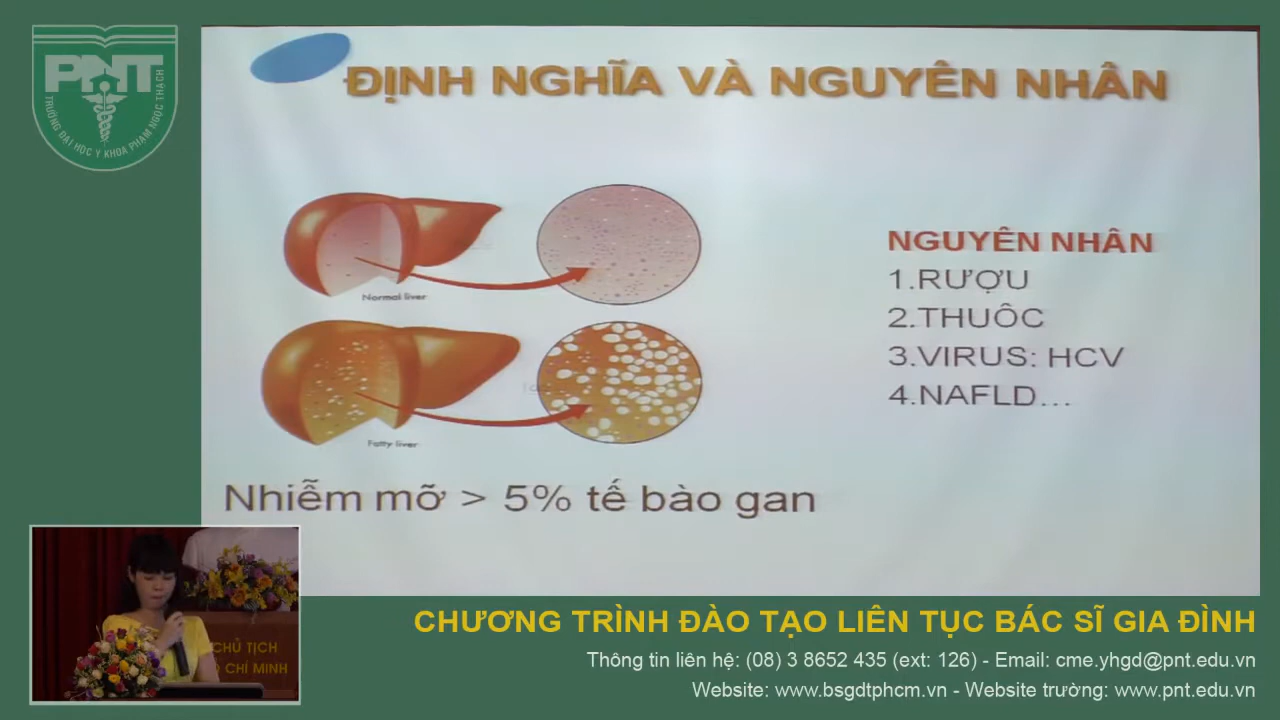 PNT
TRƯỜNG ĐẠI HỌC Y KHOA PHẠM NGỌC THẠCH
ĐỊNH NGHĨA VÀ NGUYÊN NHÂN
Normal liver
Fatty liver
NGUYÊN NHÂN
1.RƯỢU
2.THUÔC
3.VIRUS: HCV
4.NAFLD...
Nhiễm mỡ > 5% tế bào gan
CHỦ TỊCH
CHÍ MINH
CHƯƠNG TRÌNH ĐÀO TẠO LIÊN TỤC BÁC SĨ GIA ĐÌNH
Thông tin liên hệ: (08) 3 8652 435 (ext: 126) - Email: cme.yhgd@pnt.edu.vn
Website: www.bsgdtphcm.vn - Website trường: www.pnt.edu.vn